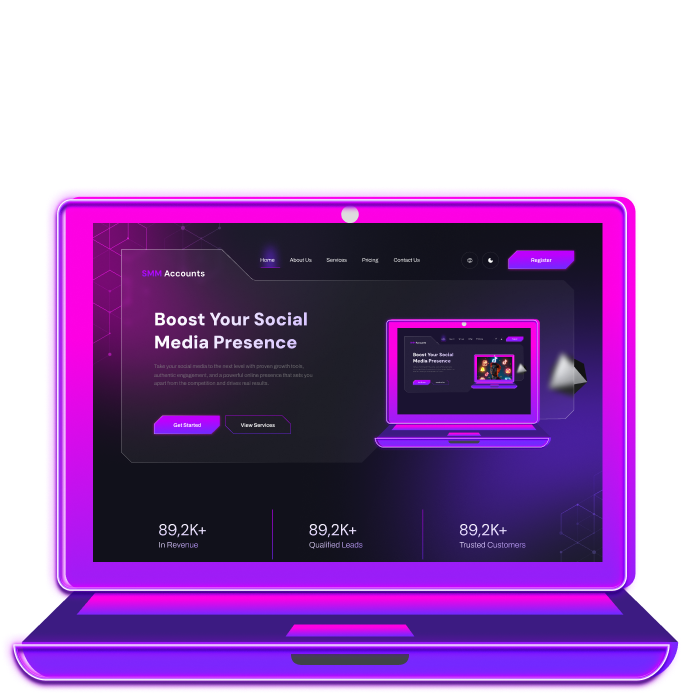 SMM Accounts
Home About Us Services Pricing Contact Us Register
Boost Your Social
Media Presence
Take your social media to the next level with proven growth tools,
authentic engagement, and a powerful online presence that sets you
apart from the competition and drives real results.
Get Started View Services
Boost Your Social
Media Presence
89,2K+ 89,2K+ 89,2K+
In Revenue Qualified Leads Trusted Customers